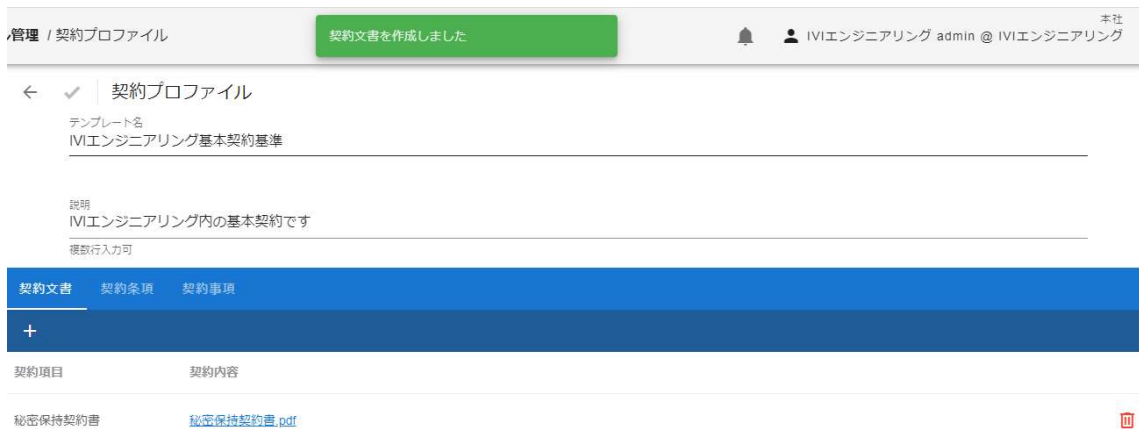 管理 / 契約プロファイル
契約文書を作成しました
本社
IVIエンジニアリング admin @ IVIエンジニアリング
契約プロファイル
テンプレート名
IVIエンジニアリング基本契約基準
説明
IVIエンジニアリング内の基本契約です
複数行入力可
契約文書 契約条項 契約事項
+
契約項目 契約内容
秘密保持契約書 秘密保持契約書.pdf